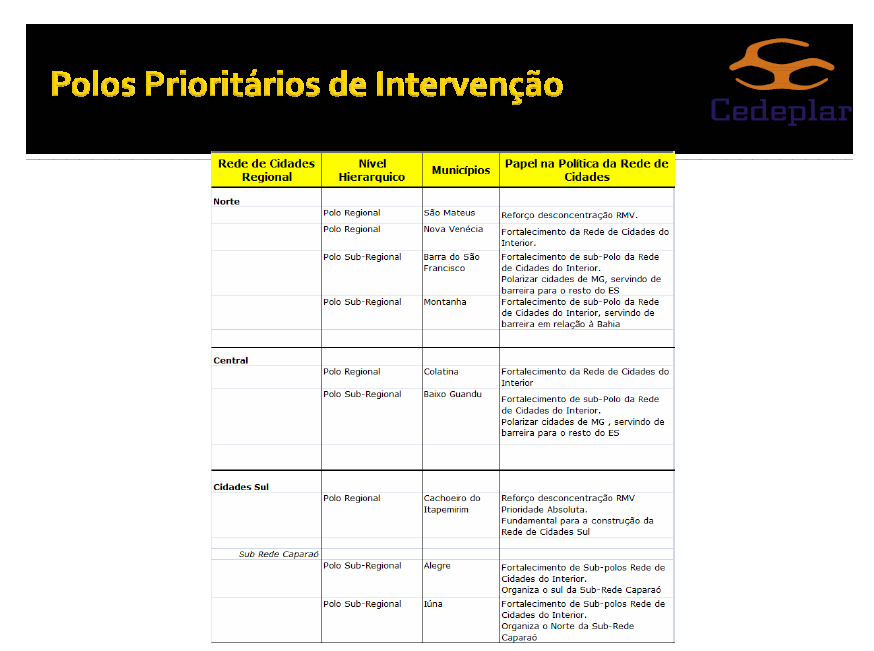 Polos Prioritários de Intervenção
Cedeplar
Rede de Cidades Regional | Nível Hierarquico | Municípios | Papel na Política da Rede de Cidades
Norte
Polo Regional | São Mateus | Reforço desconcentração RMV.
Polo Regional | Nova Venécia | Fortalecimento da Rede de Cidades do
Interior.
Polo Sub-Regional | Barra do São | Fortalecimento de sub-Polo da Rede
Francisco | de Cidades do Interior.
Polarizar cidades de MG, servindo de
barreira para o resto do ES
Polo Sub-Regional | Montanha | Fortalecimento de sub-Polo da Rede
de Cidades do Interior, servindo de
barreira em relação à Bahia
Central
Polo Regional | Colatina | Fortalecimento da Rede de Cidades do
Interior
Polo Sub-Regional | Baixo Guandu | Fortalecimento de sub-Polo da Rede
de Cidades do Interior.
Polarizar cidades de MG , servindo de
barreira para o resto do ES
Cidades Sul
Polo Regional | Cachoeiro do | Reforço desconcentração RMV
Itapemirim | Prioridade Absoluta.
Fundamental para a construção da
Rede de Cidades Sul
Sub Rede Caparaó
Polo Sub-Regional | Alegre | Fortalecimento de Sub-polos Rede de
Cidades do Interior.
Organiza o sul da Sub-Rede Caparaó
Polo Sub-Regional | Iúna | Fortalecimento de Sub-polos Rede de
Cidades do Interior.
Organiza o Norte da Sub-Rede
Caparaó